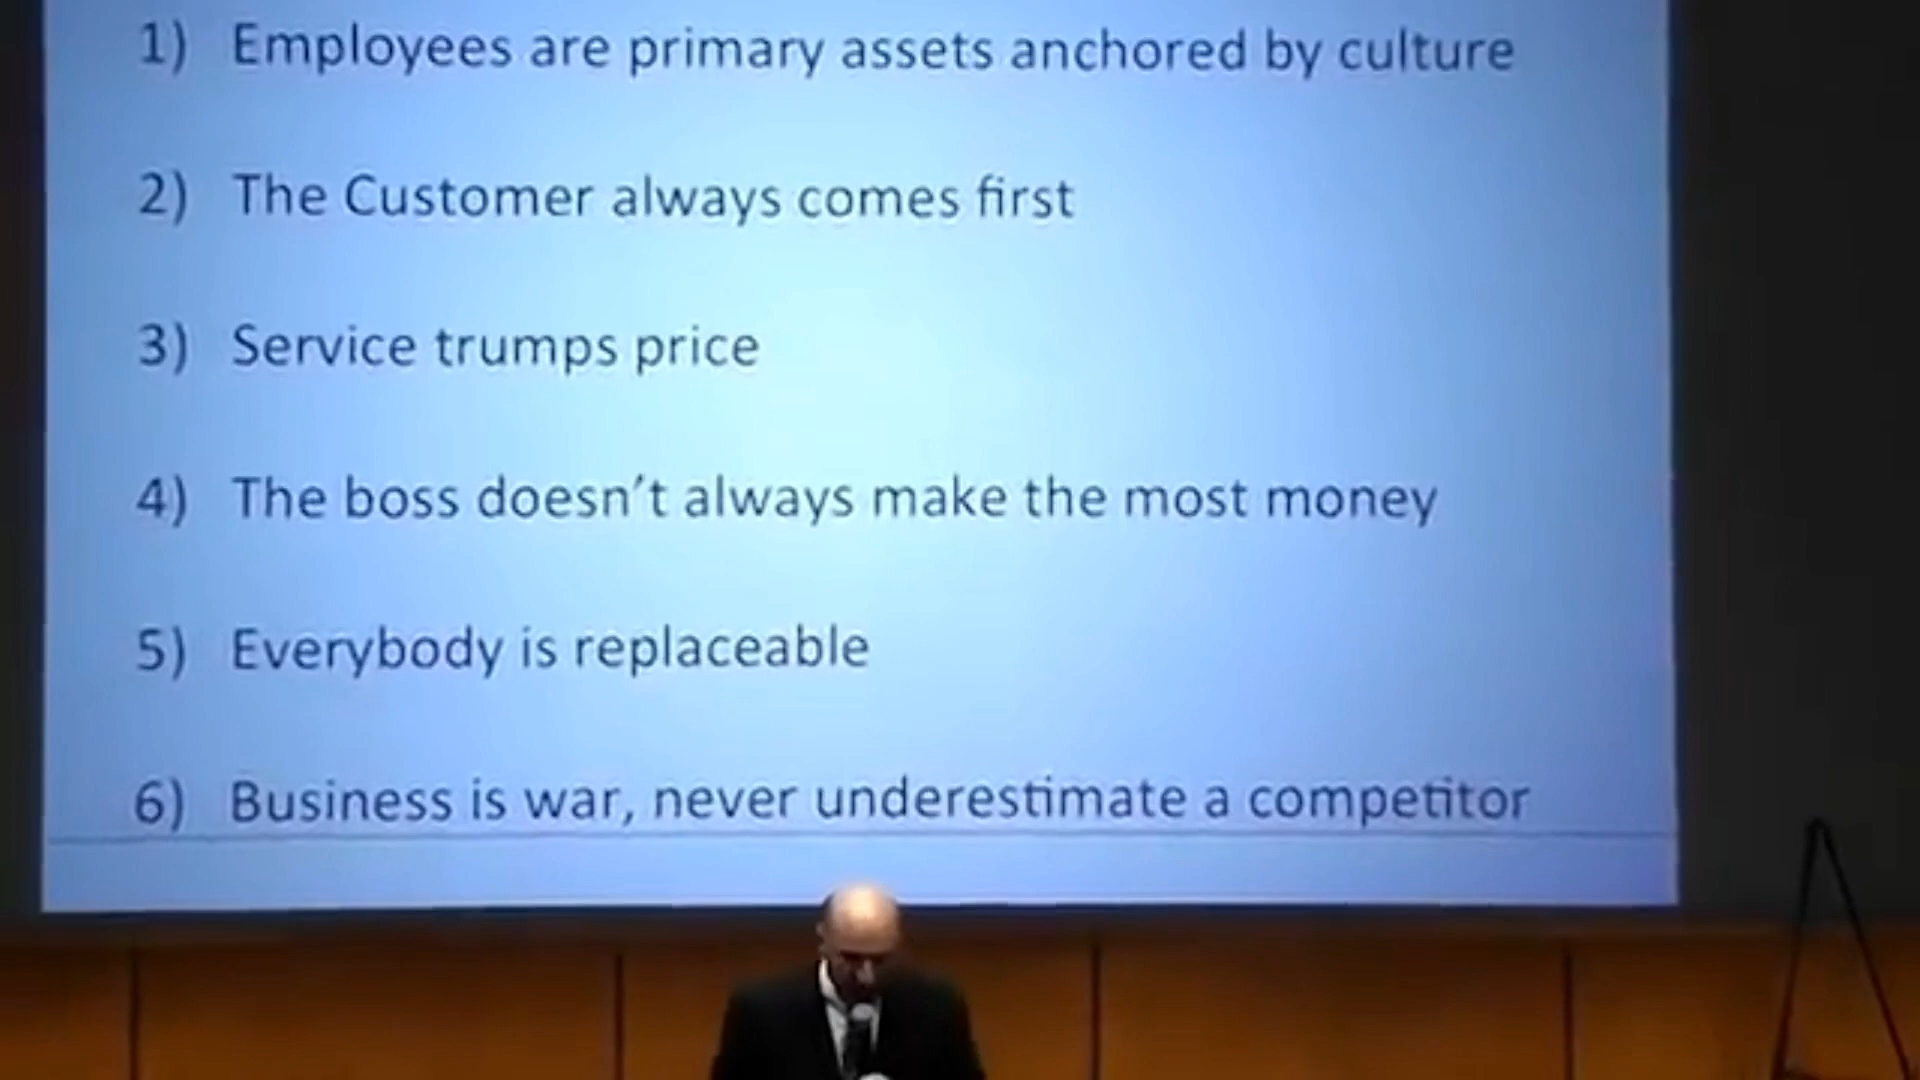 1) Employees are primary assets anchored by culture
2) The Customer always comes first
3) Service trumps price
4) The boss doesn't always make the most money
5) Everybody is replaceable
6) Business is war, never underestimate a competitor